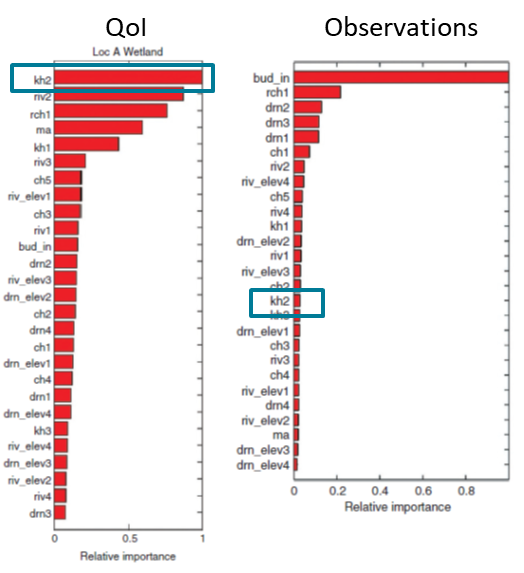 QoI
Loc A Wetland
kh2
riv2
rch1
ma
kh1
riv3
ch5
riv_elev1
ch3
riv1
bud_in
drn2
riv_elev3
drn_elev2
ch2
drn4
ch1
drn_elev1
ch4
drn1
drn_elev4
kh3
riv_elev4
drn_elev3
riv_elev2
riv4
drn3
0 0.5 1
Relative importance
Observations
bud_in
rch1
drn2
drn3
drn1
ch1
riv2
riv_elev4
ch5
riv4
kh1
drn_elev2
riv1
riv_elev3
ch2
kh2
kh3
drn_elev1
ch3
riv3
ch4
riv_elev1
drn4
riv_elev2
ma
drn_elev3
drn_elev4
0 0.2 0.4 0.6 0.8
Relative importance